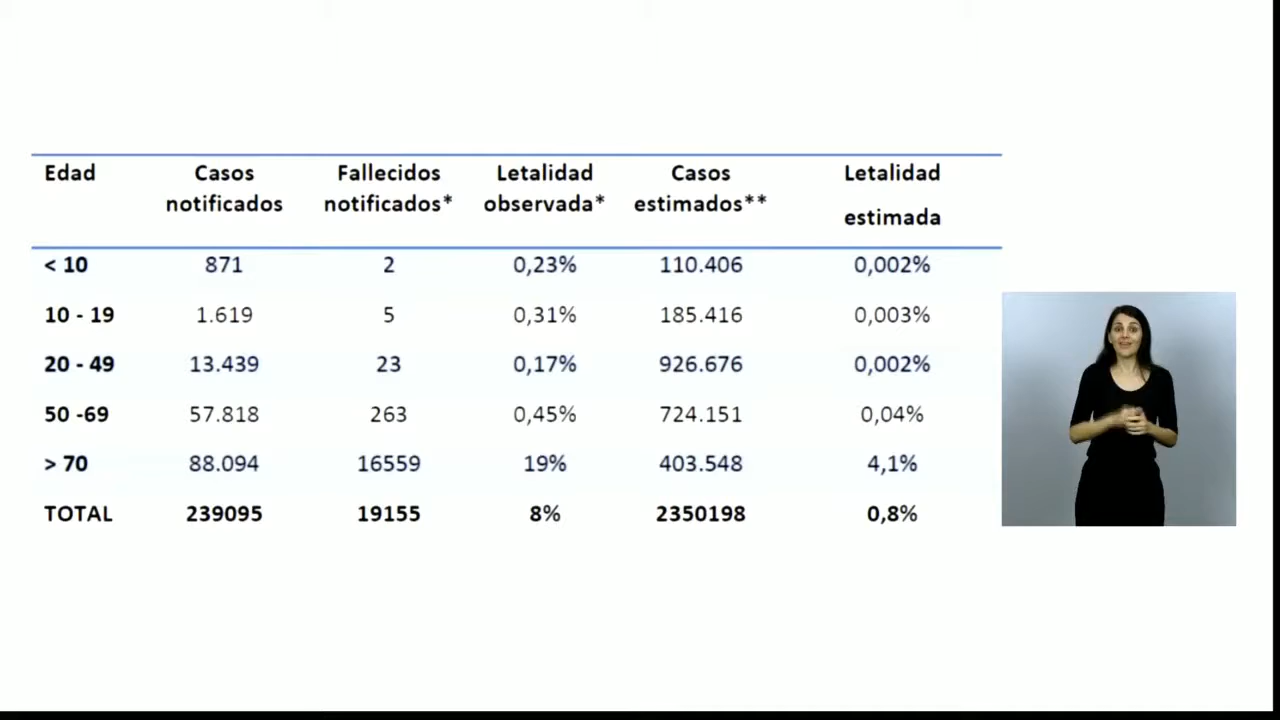 Edad Casos notificados Fallecidos notificados* Letalidad observada* Casos estimados** Letalidad estimada
< 10 871 2 0,23% 110.406 0,002%
10 - 19 1.619 5 0,31% 185.416 0,003%
20 - 49 13.439 23 0,17% 926.676 0,002%
50 -69 57.818 263 0,45% 724.151 0,04%
> 70 88.094 16559 19% 403.548 4,1%
TOTAL 239095 19155 8% 2350198 0,8%